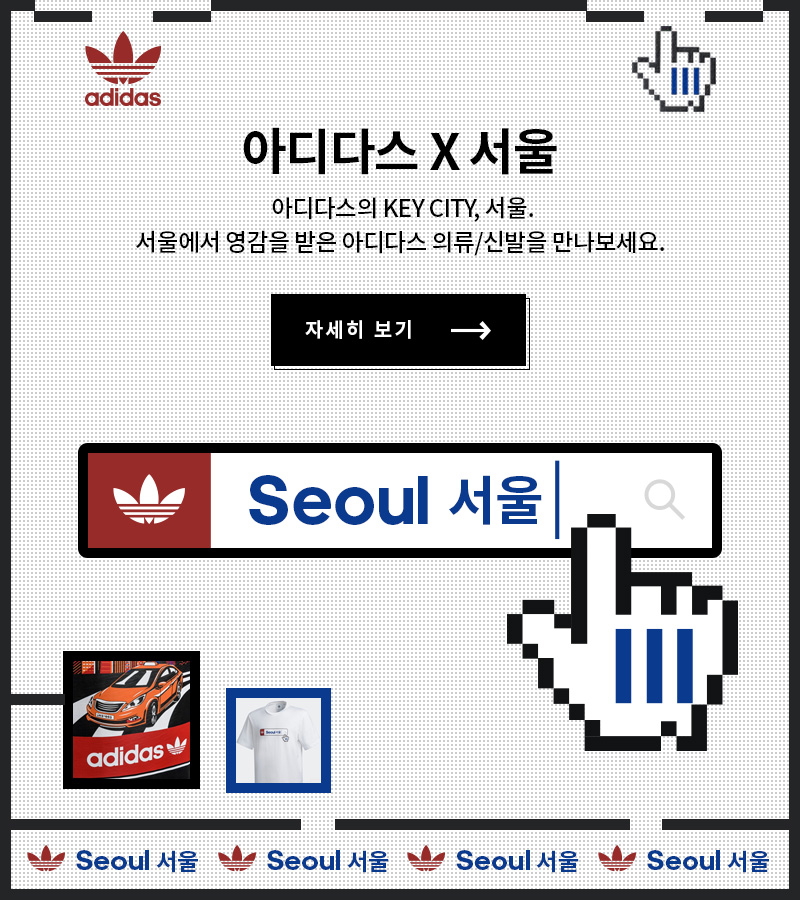 adidas
아디다스 X 서울
아디다스의 KEY CITY, 서울.
서울에서 영감을 받은 아디다스 의류/신발을 만나보세요.
자세히 보기
Seoul 서울
adidas
Seoul 서울
Seoul 서울 Seoul 서울 Seoul 서울 Seoul 서울